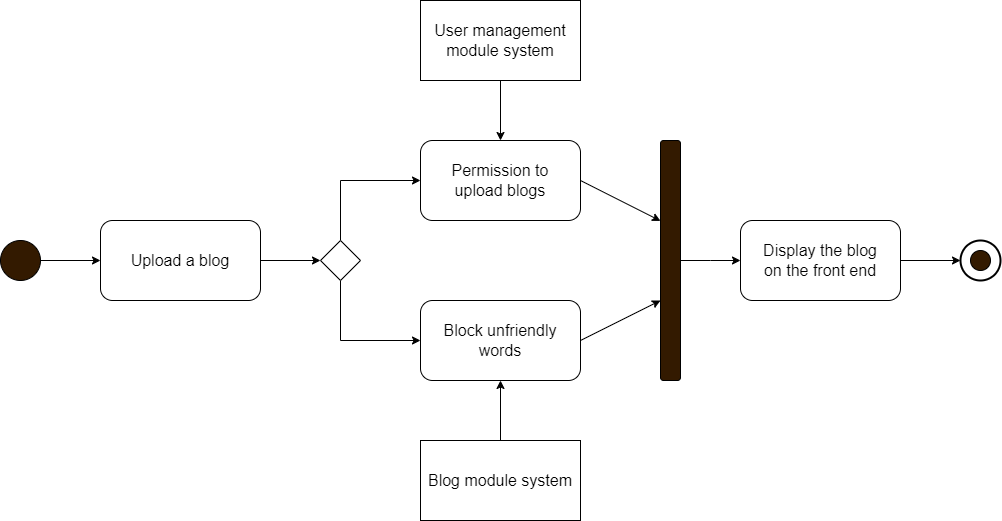 User management
module system
Permission to
upload blogs
Upload a blog
Display the blog
on the front end
Block unfriendly
words
Blog module system